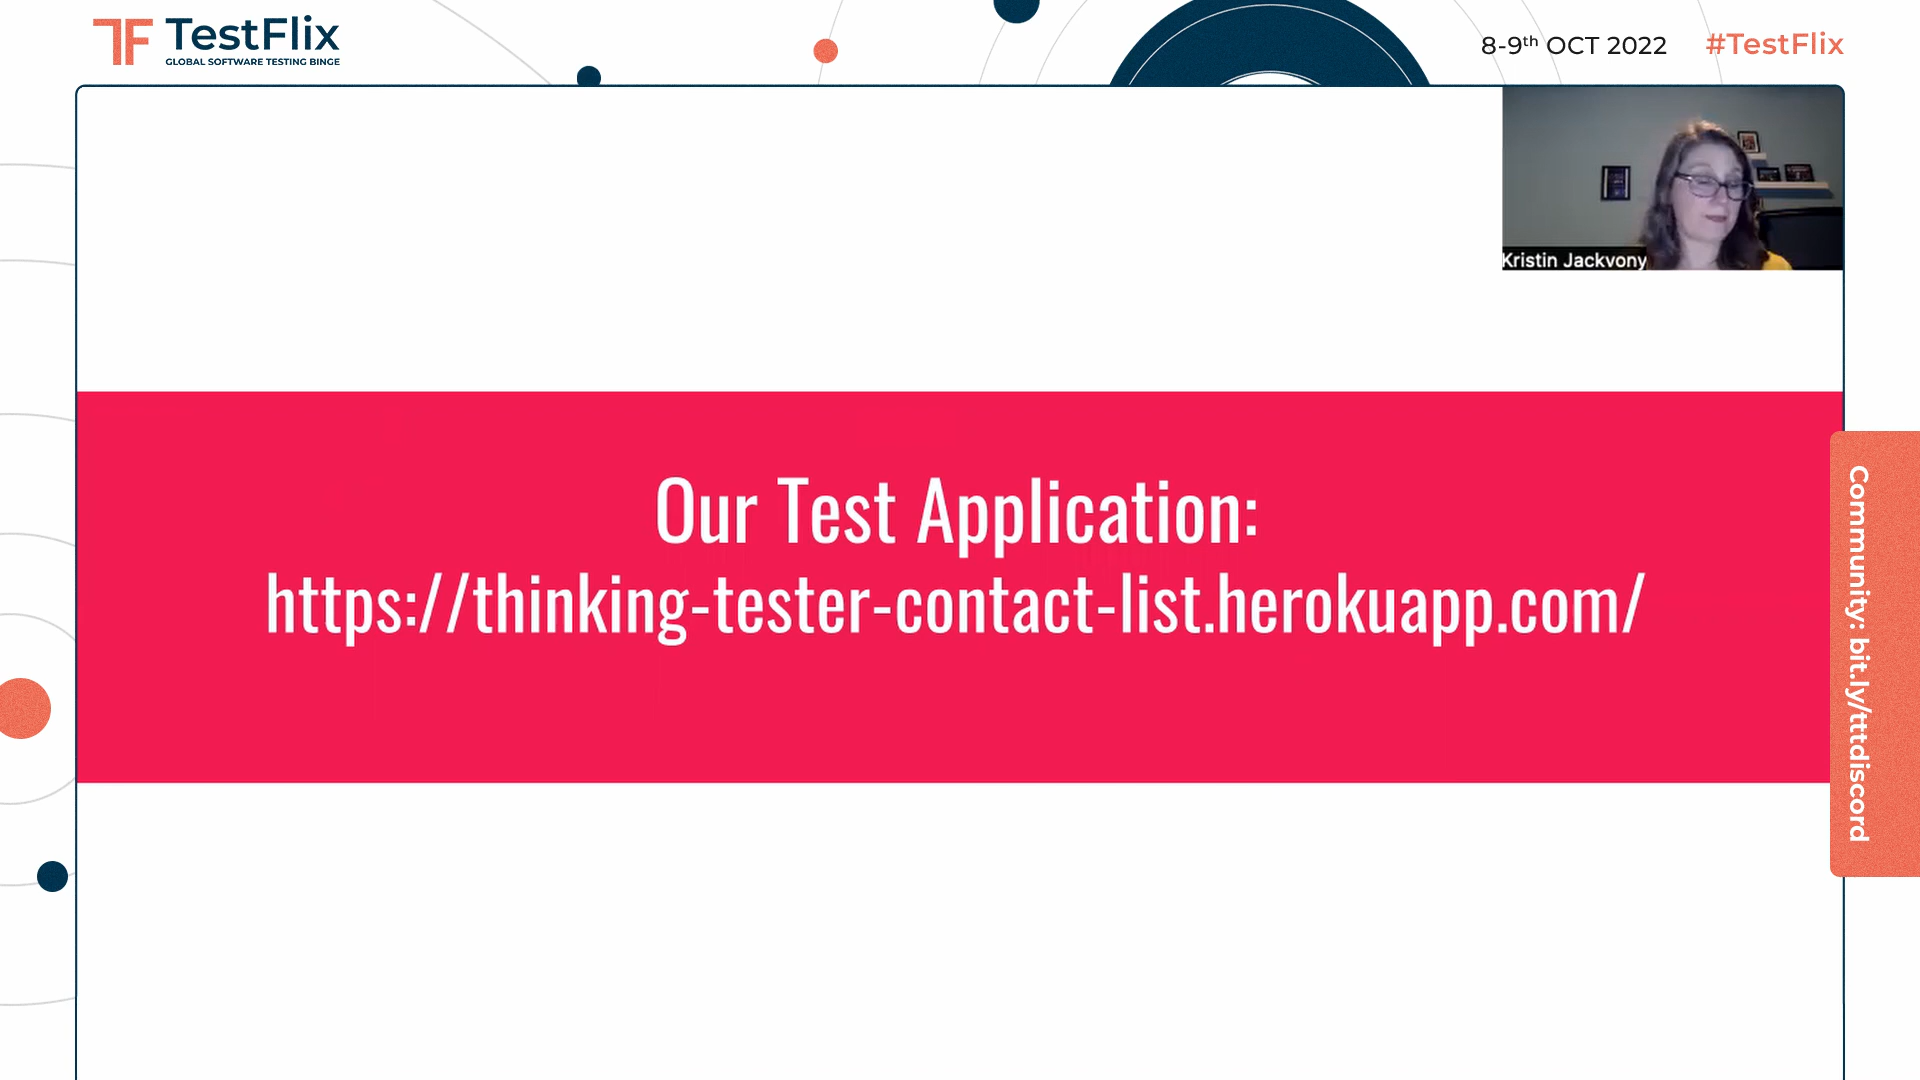 TestFlix
GLOBAL SOFTWARE TESTING BINGE
8-9th OCT 2022
#TestFlix
Kristin Jackvony
Our Test Application:
https://thinking-tester-contact-list.herokuapp.com/
Community: bit.ly/tttdiscord